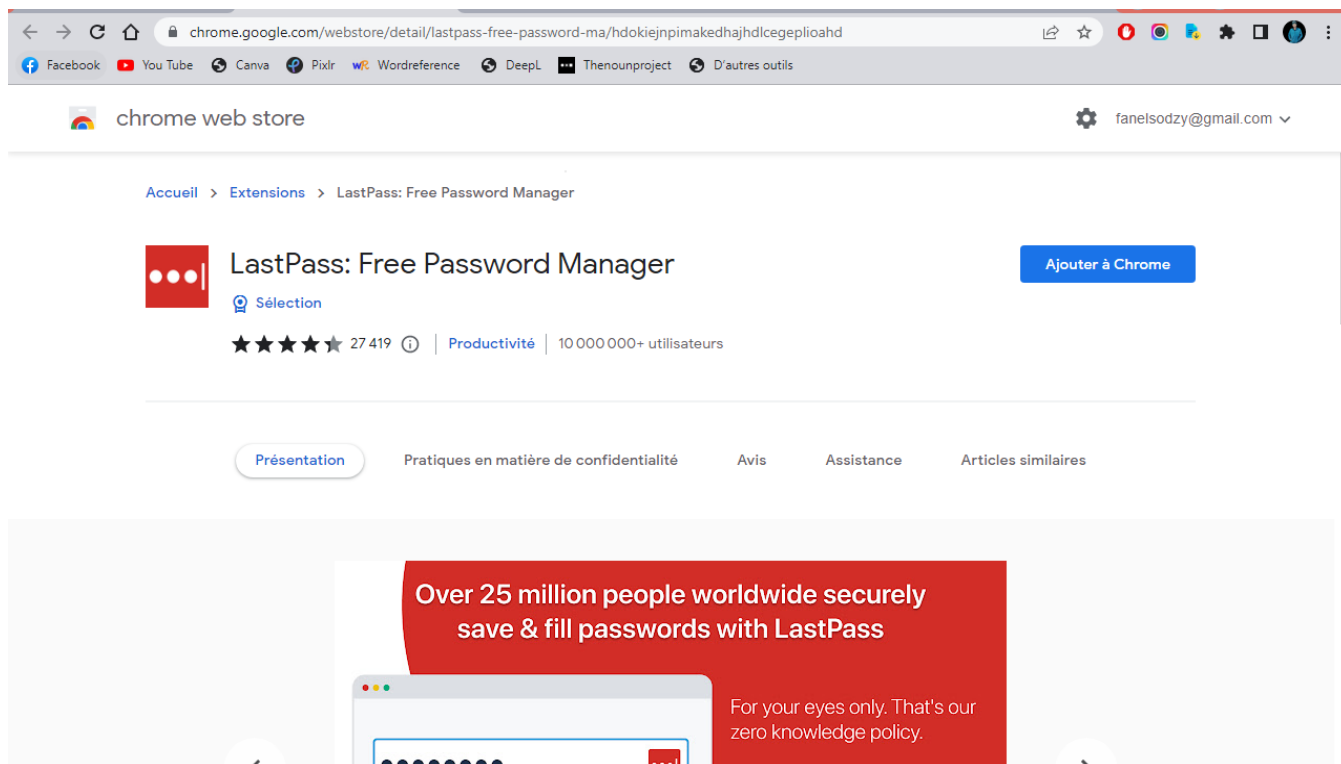 chrome.google.com/webstore/detail/lastpass-free-password-ma/hdokiejnpimakedhajhdlcegeplioahd
Facebook You Tube Canva Pixlr Wordreference DeepL Thenounproject D'autres outils
chrome web store fanelsodzy@gmail.com
Accueil > Extensions > LastPass: Free Password Manager
LastPass: Free Password Manager
Ajouter à Chrome
Sélection
27 419 Productivité 10 000 000+ utilisateurs
Présentation Pratiques en matière de confidentialité Avis Assistance Articles similaires
Over 25 million people worldwide securely
save & fill passwords with LastPass
For your eyes only. That's our
zero knowledge policy.